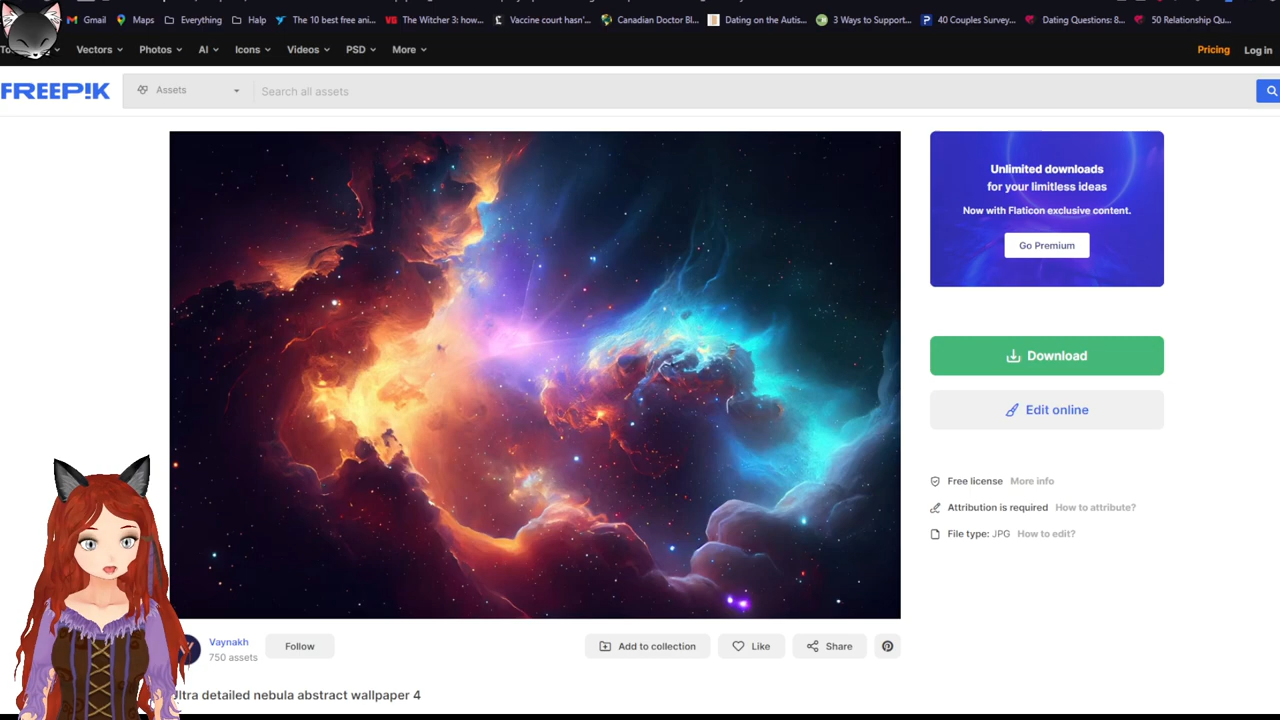 Gmail Maps Everything Halp The 10 best free ani... The Witcher 3: how... Vaccine court hasn'... Canadian Doctor Bl... Dating on the Autis... 3 Ways to Support... 40 Couples Survey... Dating Questions: 8... 50 Relationship Qu...
Vectors Photos AI Icons Videos PSD More Pricing Log in
FREEP!K Assets Search all assets
Unlimited downloads
for your limitless ideas
Now with Flaticon exclusive content.
Go Premium
Download
Edit online
Free license More info
Attribution is required How to attribute?
File type: JPG How to edit?
Vaynakh
750 assets
Follow Add to collection Like Share
Ultra detailed nebula abstract wallpaper 4